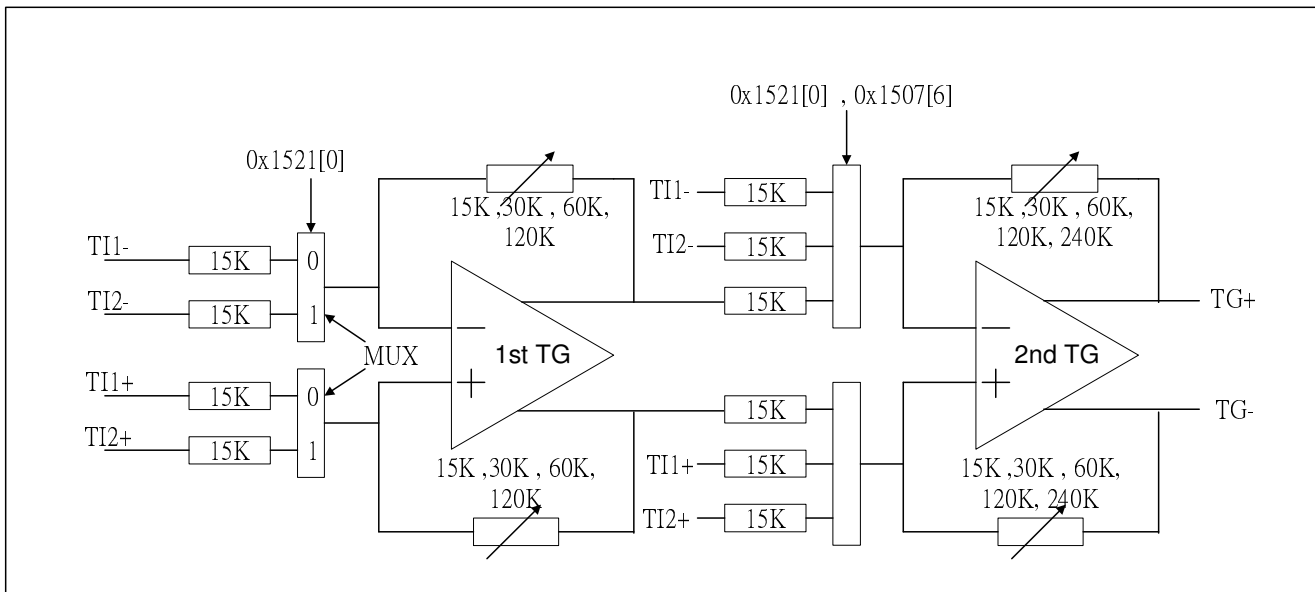 0x1521[0] , 0x1507[6]
0x1521[0]
15K ,30K , 60K,
120K
TI1-
15K
TI2-
15K
15K
15K ,30K , 60K,
120K, 240K
TI1-
15K
0
TI2-
15K
1
MUX
TI1+
15K
0
TI2+
15K
1
1st TG
2nd TG
TG+
TG-
15K
TI1+
15K
TI2+
15K
15K ,30K , 60K,
120K
15K ,30K , 60K,
120K, 240K